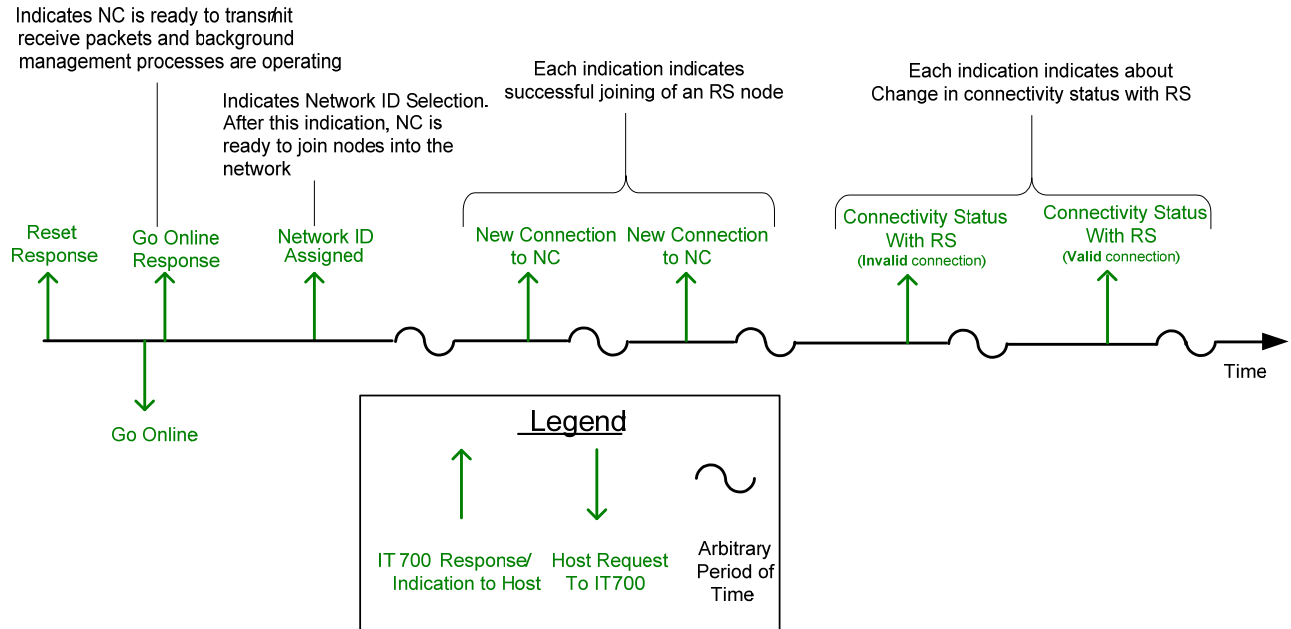 Indicates NC is ready to transmit
receive packets and background
management processes are operating
Indicates Network ID Selection.
After this indication, NC is
ready to join nodes into the
network
Each indication indicates
successful joining of an RS node
Each indication indicates about
Change in connectivity status with RS
Reset
Response
Go Online
Response
Network ID
Assigned
New Connection
to NC
New Connection
to NC
Connectivity Status
With RS
(Invalid connection)
Connectivity Status
With RS
(Valid connection)
Time
Go Online
Legend
IT700 Response/
Indication to Host
Host Request
To IT700
Arbitrary
Period of
Time